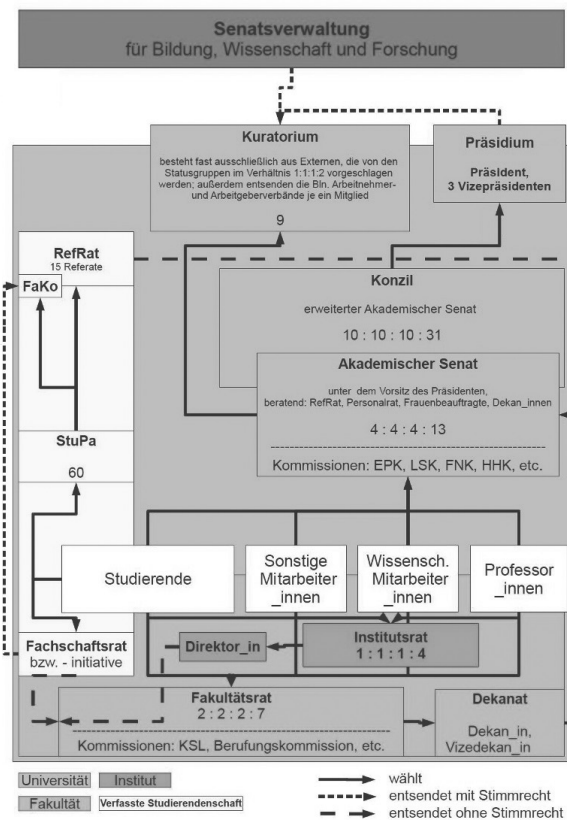 Senatsverwaltung
für Bildung, Wissenschaft und Forschung
Kuratorium
besteht fast ausschließlich aus Externen, die von den
Statusgruppen im Verhältnis 1:1:1:2 vorgeschlagen
werden; außerdem entsenden die Bln. Arbeitnehmer-
und Arbeitgeberverbände je ein Mitglied
9
Präsidium
Präsident,
3 Vizepräsidenten
RefRat
15 Referate
FaKo
Konzil
erweiterter Akademischer Senat
10 : 10 : 10 : 31
Akademischer Senat
unter dem Vorsitz des Präsidenten,
beratend: RefRat, Personalrat, Frauenbeauftragte, Dekan_innen
4 : 4 : 4 : 13
Kommissionen: EPK, LSK, FNK, HHK, etc.
StuPa
60
Studierende
Sonstige
Mitarbeiter
_innen
Wissensch.
Mitarbeiter
_innen
Professor
_innen
Fachschaftsrat
bzw. - initiative
Direktor_in
Institutsrat
1 : 1 : 1 : 4
Fakultätsrat
2 : 2 : 2 : 7
Kommissionen: KSL, Berufungskommission, etc.
Dekanat
Dekan_in,
Vizedekan_in
Universität
Institut
Fakultät
Verfasste Studierendenschaft
wählt
entsendet mit Stimmrecht
entsendet ohne Stimmrecht